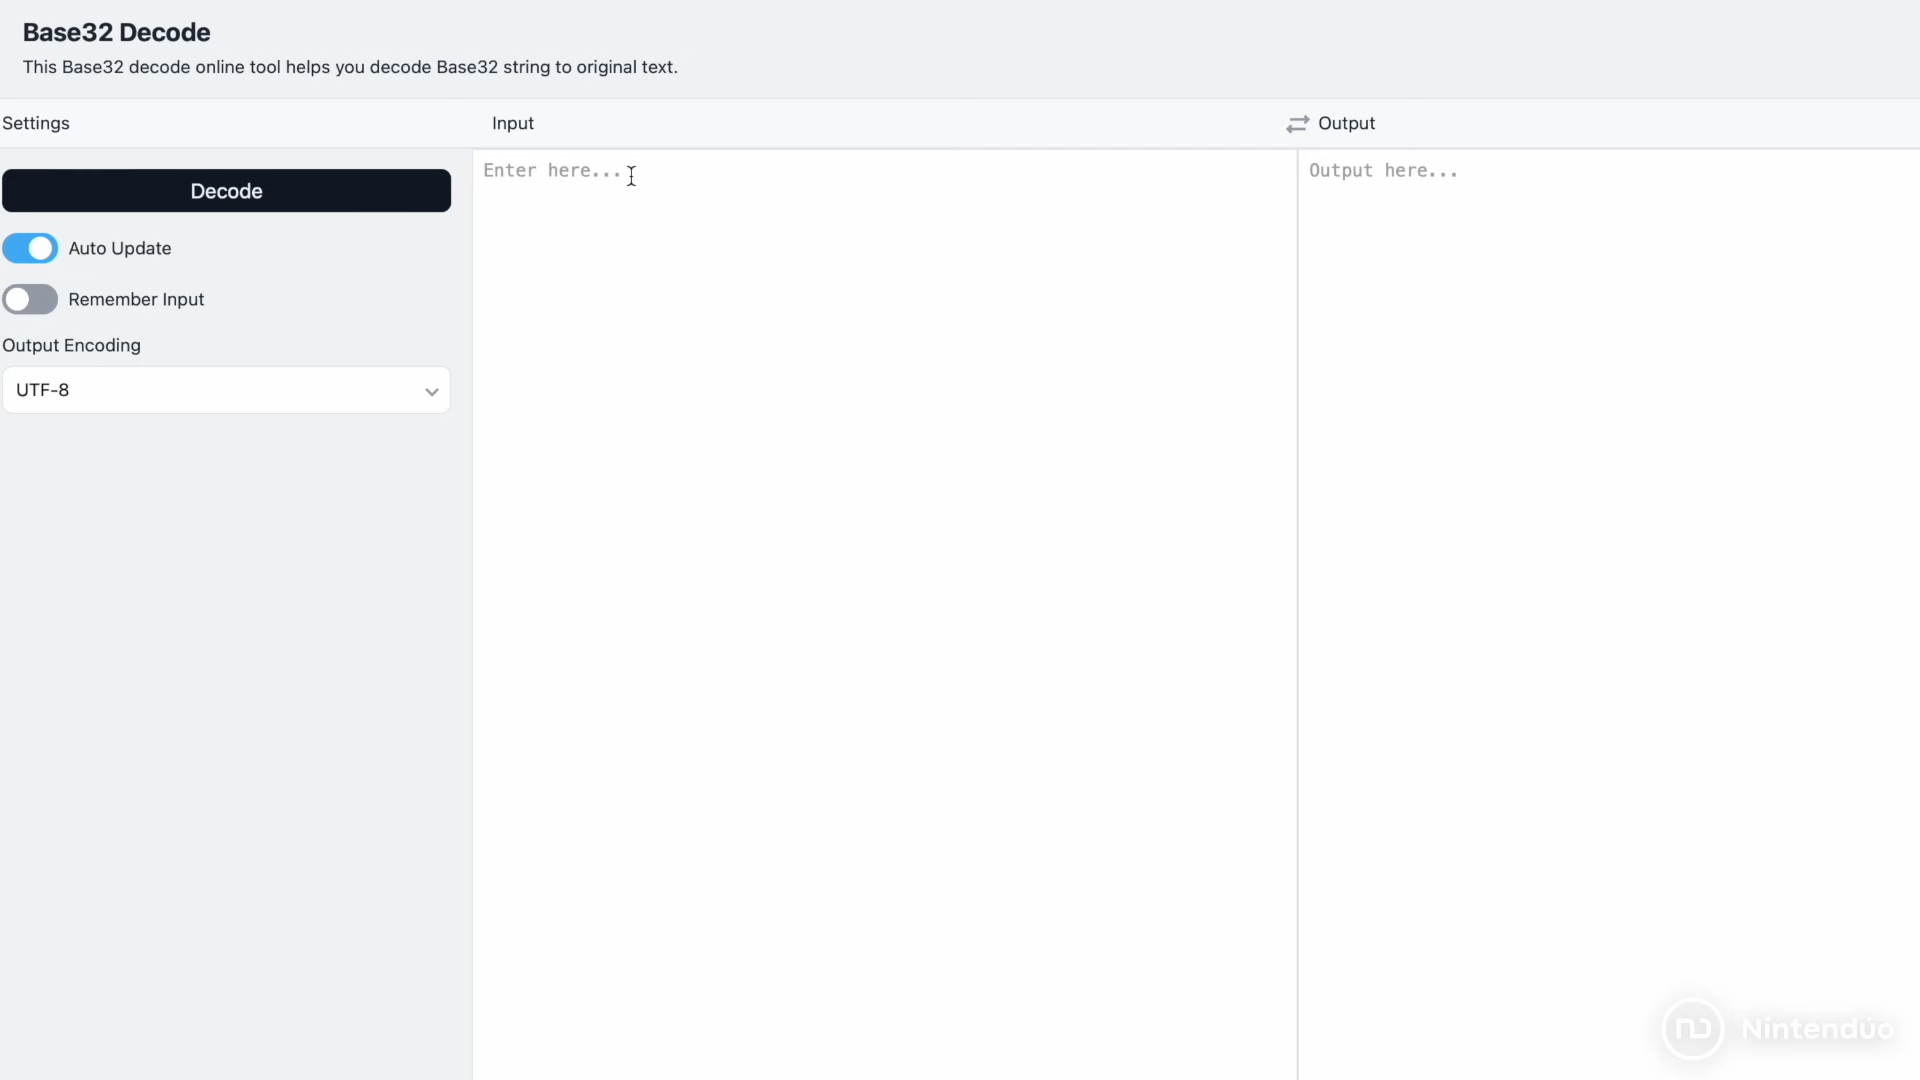 Base32 Decode
This Base32 decode online tool helps you decode Base32 string to original text.
Settings
Input
Output
Decode
Enter here...
Output here...
Auto Update
Remember Input
Output Encoding
UTF-8
Nintendúo